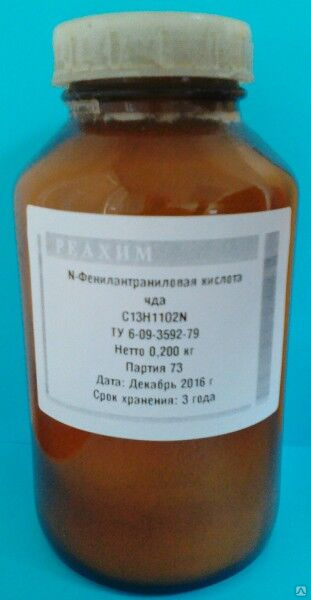 РЕАХИМ
N-Фенилантраниловая кислота
чда
C13H1102N
ТУ 6-09-3592-79
Нетто 0,200 кг
Партия 73
Дата: Декабрь 2016 г
Срок хранения: 3 года